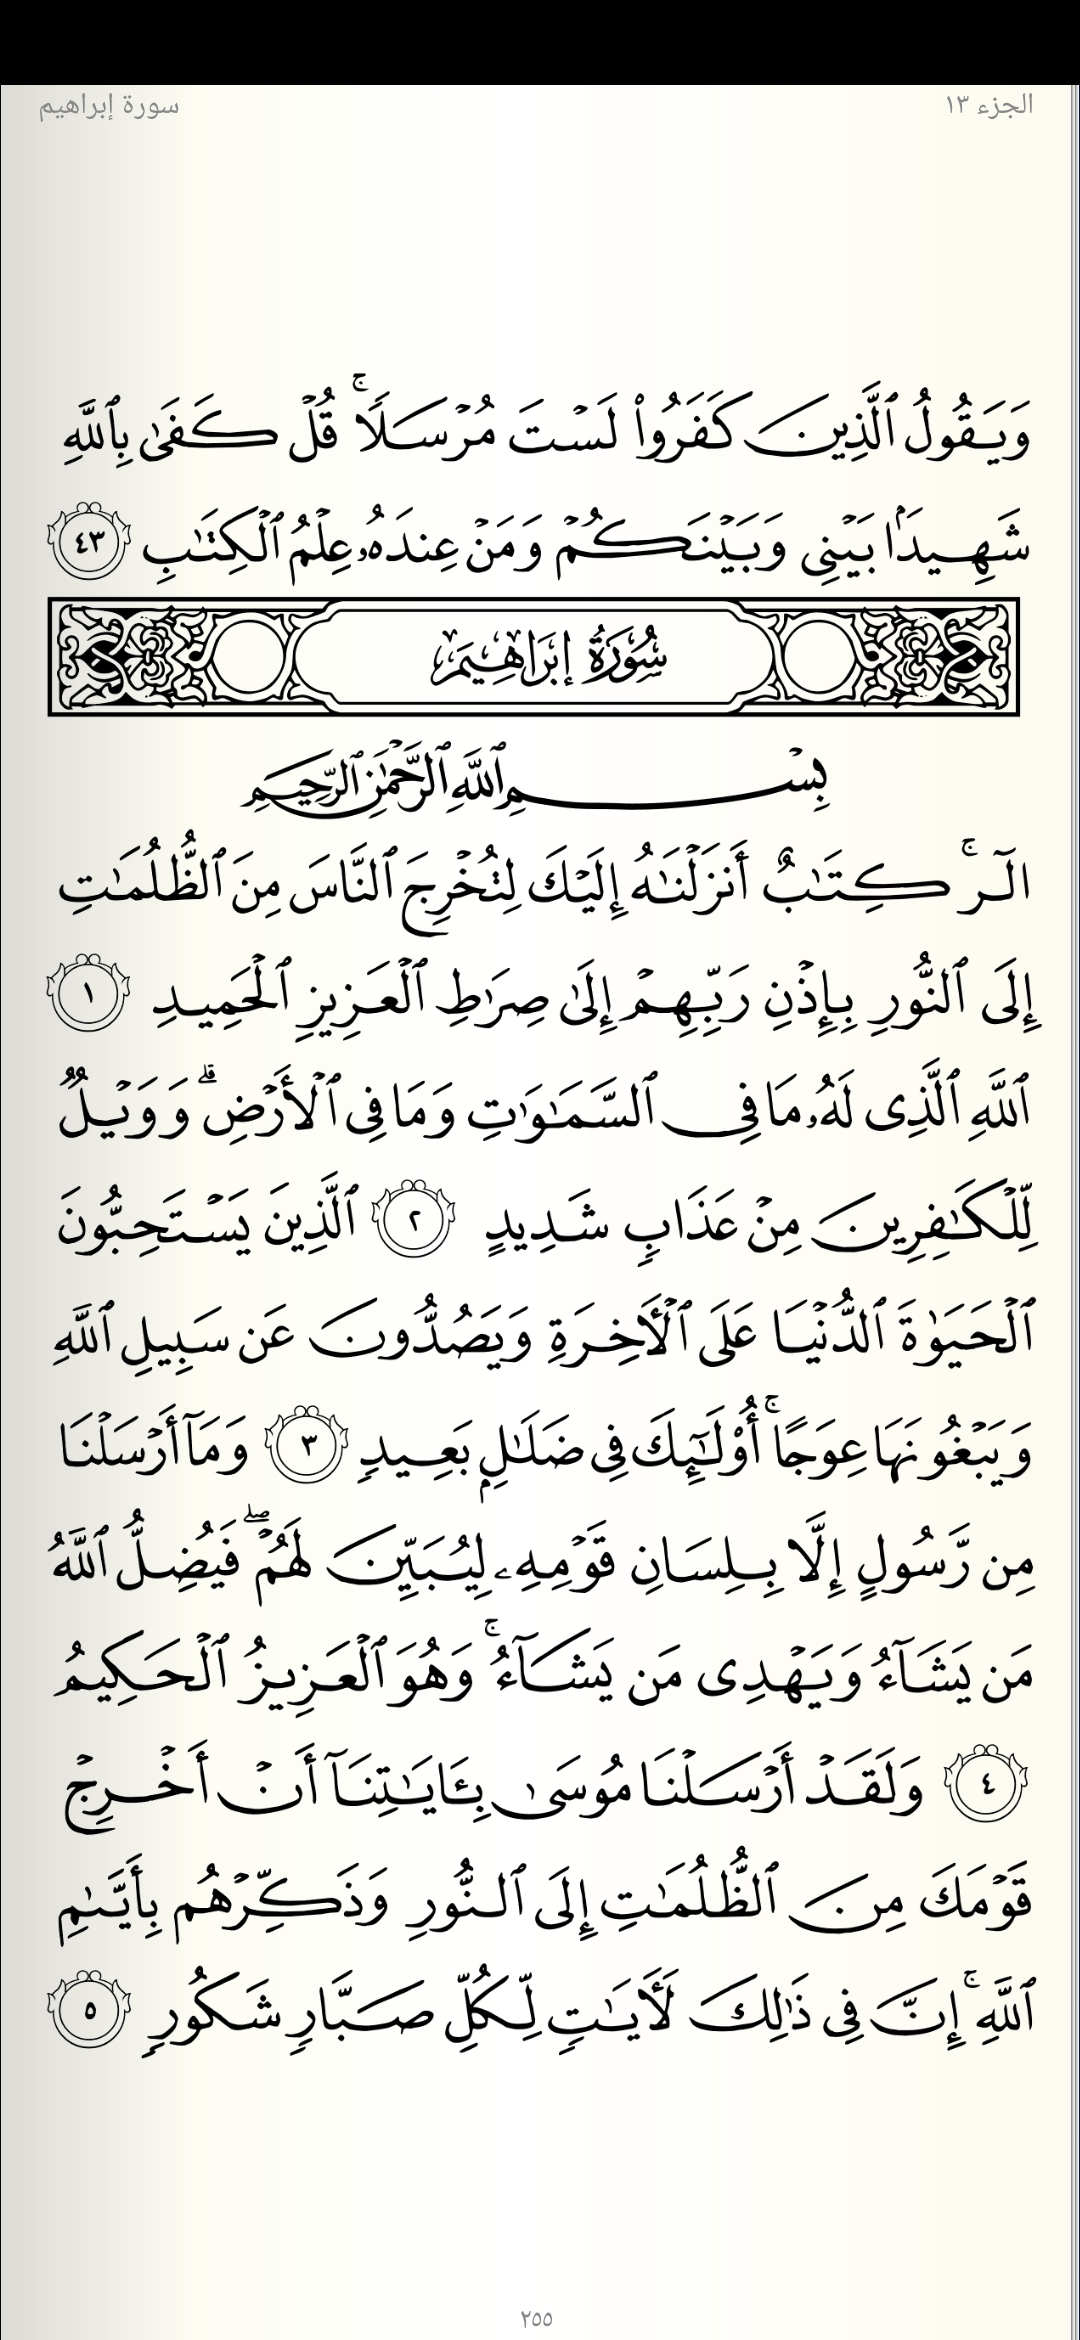 الجزء ١٣
سورة إبراهيم
وَيَقُولُ ٱلَّذِينَ كَفَرُوا۟ لَسْتَ مُرْسَلًا ۚ قُلْ كَفَىٰ بِٱللَّهِ
شَهِيدًۢا بَيْنِى وَبَيْنَكُمْ وَمَنْ عِندَهُۥ عِلْمُ ٱلْكِتَٰبِ ٤٣
سُورَةُ إِبْرَاهِيمَ
بِسْمِ ٱللَّهِ ٱلرَّحْمَٰنِ ٱلرَّحِيمِ
الٓر ۚ كِتَٰبٌ أَنزَلْنَٰهُ إِلَيْكَ لِتُخْرِجَ ٱلنَّاسَ مِنَ ٱلظُّلُمَٰتِ
إِلَى ٱلنُّورِ بِإِذْنِ رَبِّهِمْ إِلَىٰ صِرَٰطِ ٱلْعَزِيزِ ٱلْحَمِيدِ ١
ٱللَّهِ ٱلَّذِى لَهُۥ مَا فِى ٱلسَّمَٰوَٰتِ وَمَا فِى ٱلْأَرْضِ ۗ وَوَيْلٌ
لِّلْكَٰفِرِينَ مِنْ عَذَابٍ شَدِيدٍ ٢ ٱلَّذِينَ يَسْتَحِبُّونَ
ٱلْحَيَوٰةَ ٱلدُّنْيَا عَلَى ٱلْأَخِرَةِ وَيَصُدُّونَ عَن سَبِيلِ ٱللَّهِ
وَيَبْغُونَهَا عِوَجًا ۚ أُو۟لَٰٓئِكَ فِى ضَلَٰلٍۭ بَعِيدٍ ٣ وَمَآ أَرْسَلْنَا
مِن رَّسُولٍ إِلَّا بِلِسَانِ قَوْمِهِۦ لِيُبَيِّنَ لَهُمْ ۖ فَيُضِلُّ ٱللَّهُ
مَن يَشَآءُ وَيَهْدِى مَن يَشَآءُ ۚ وَهُوَ ٱلْعَزِيزُ ٱلْحَكِيمُ
٤ وَلَقَدْ أَرْسَلْنَا مُوسَىٰ بِـَٔايَٰتِنَآ أَنْ أَخْرِجْ
قَوْمَكَ مِنَ ٱلظُّلُمَٰتِ إِلَى ٱلنُّورِ وَذَكِّرْهُم بِأَيَّىٰمِ
ٱللَّهِ ۚ إِنَّ فِى ذَٰلِكَ لَأَيَٰتٍ لِّكُلِّ صَبَّارٍ شَكُورٍ ٥
٢٥٥